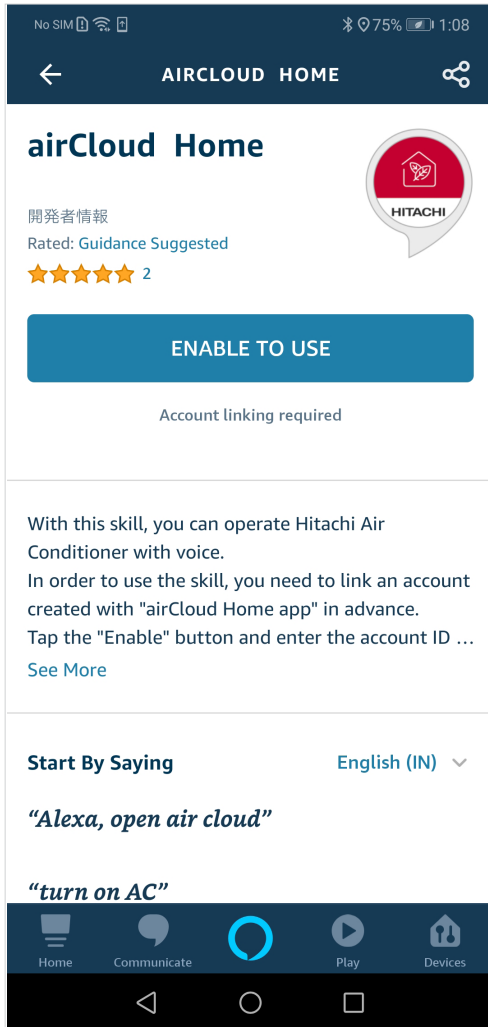 No SIM 75% 1:08
AIRCLOUD HOME
airCloud Home
HITACHI
開発者情報
Rated: Guidance Suggested
2
ENABLE TO USE
Account linking required
With this skill, you can operate Hitachi Air
Conditioner with voice.
In order to use the skill, you need to link an account
created with "airCloud Home app" in advance.
Tap the "Enable" button and enter the account ID ...
See More
Start By Saying English (IN)
“Alexa, open air cloud”
“turn on AC”
Home Communicate Play Devices